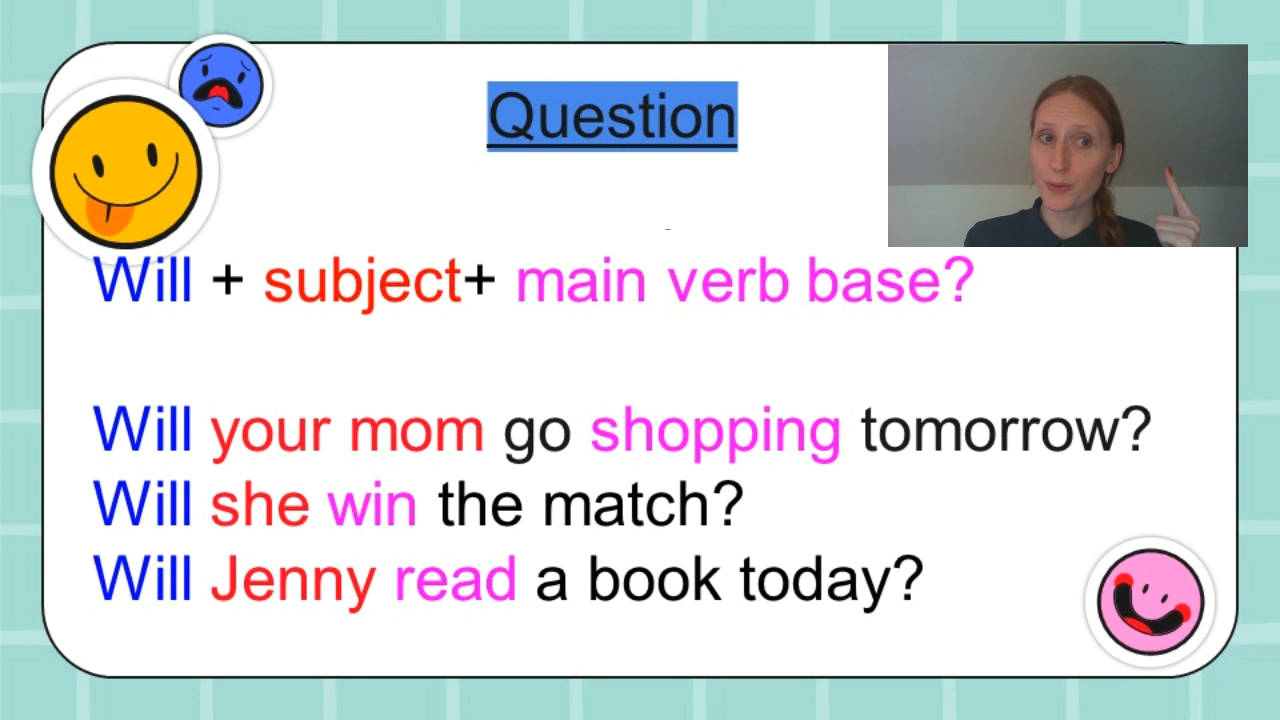 Question
Will + subject+ main verb base?
Will your mom go shopping tomorrow?
Will she win the match?
Will Jenny read a book today?